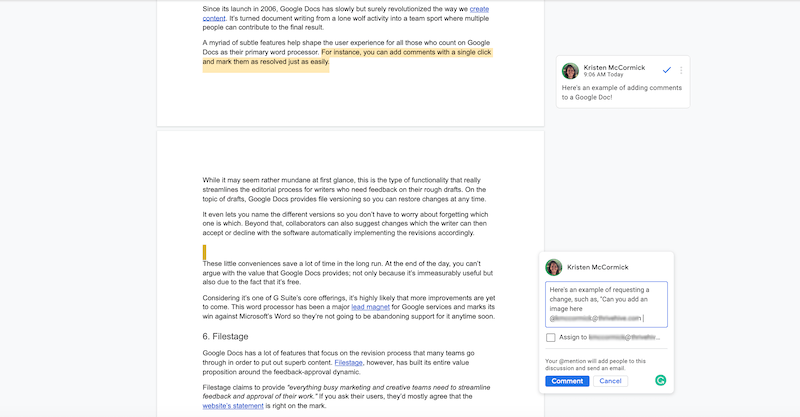 Since its launch in 2006, Google Docs has slowly but surely revolutionized the way we create
content. It's turned document writing from a lone wolf activity into a team sport where multiple
people can contribute to the final result.
A myriad of subtle features help shape the user experience for all those who count on Google
Docs as their primary word processor. For instance, you can add comments with a single click
and mark them as resolved just as easily.
Kristen McCormick
9:06 AM Today
Here's an example of adding comments
to a Google Doc!
While it may seem rather mundane at first glance, this is the type of functionality that really
streamlines the editorial process for writers who need feedback on their rough drafts. On the
topic of drafts, Google Docs provides file versioning so you can restore changes at any time.
It even lets you name the different versions so you don't have to worry about forgetting which
one is which. Beyond that, collaborators can also suggest changes which the writer can then
accept or decline with the software automatically implementing the revisions accordingly.
These little conveniences save a lot of time in the long run. At the end of the day, you can't
argue with the value that Google Docs provides; not only because it's immeasurably useful but
also due to the fact that it's free.
Considering it's one of G Suite's core offerings, it's highly likely that more improvements are yet
to come. This word processor has been a major lead magnet for Google services and marks its
win against Microsoft's Word so they're not going to be abandoning support for it anytime soon.
6. Filestage
Google Docs has a lot of features that focus on the revision process that many teams go
through in order to put out superb content. Filestage, however, has built its entire value
proposition around the feedback-approval dynamic.
Filestage claims to provide "everything busy marketing and creative teams need to streamline
feedback and approval of their work." If you ask their users, they'd mostly agree that the
website's statement is right on the mark.
Kristen McCormick
Here's an example of requesting a
change, such as, "Can you add an
image here
Assign to
Your @mention will add people to this
discussion and send an email.
Comment
Cancel